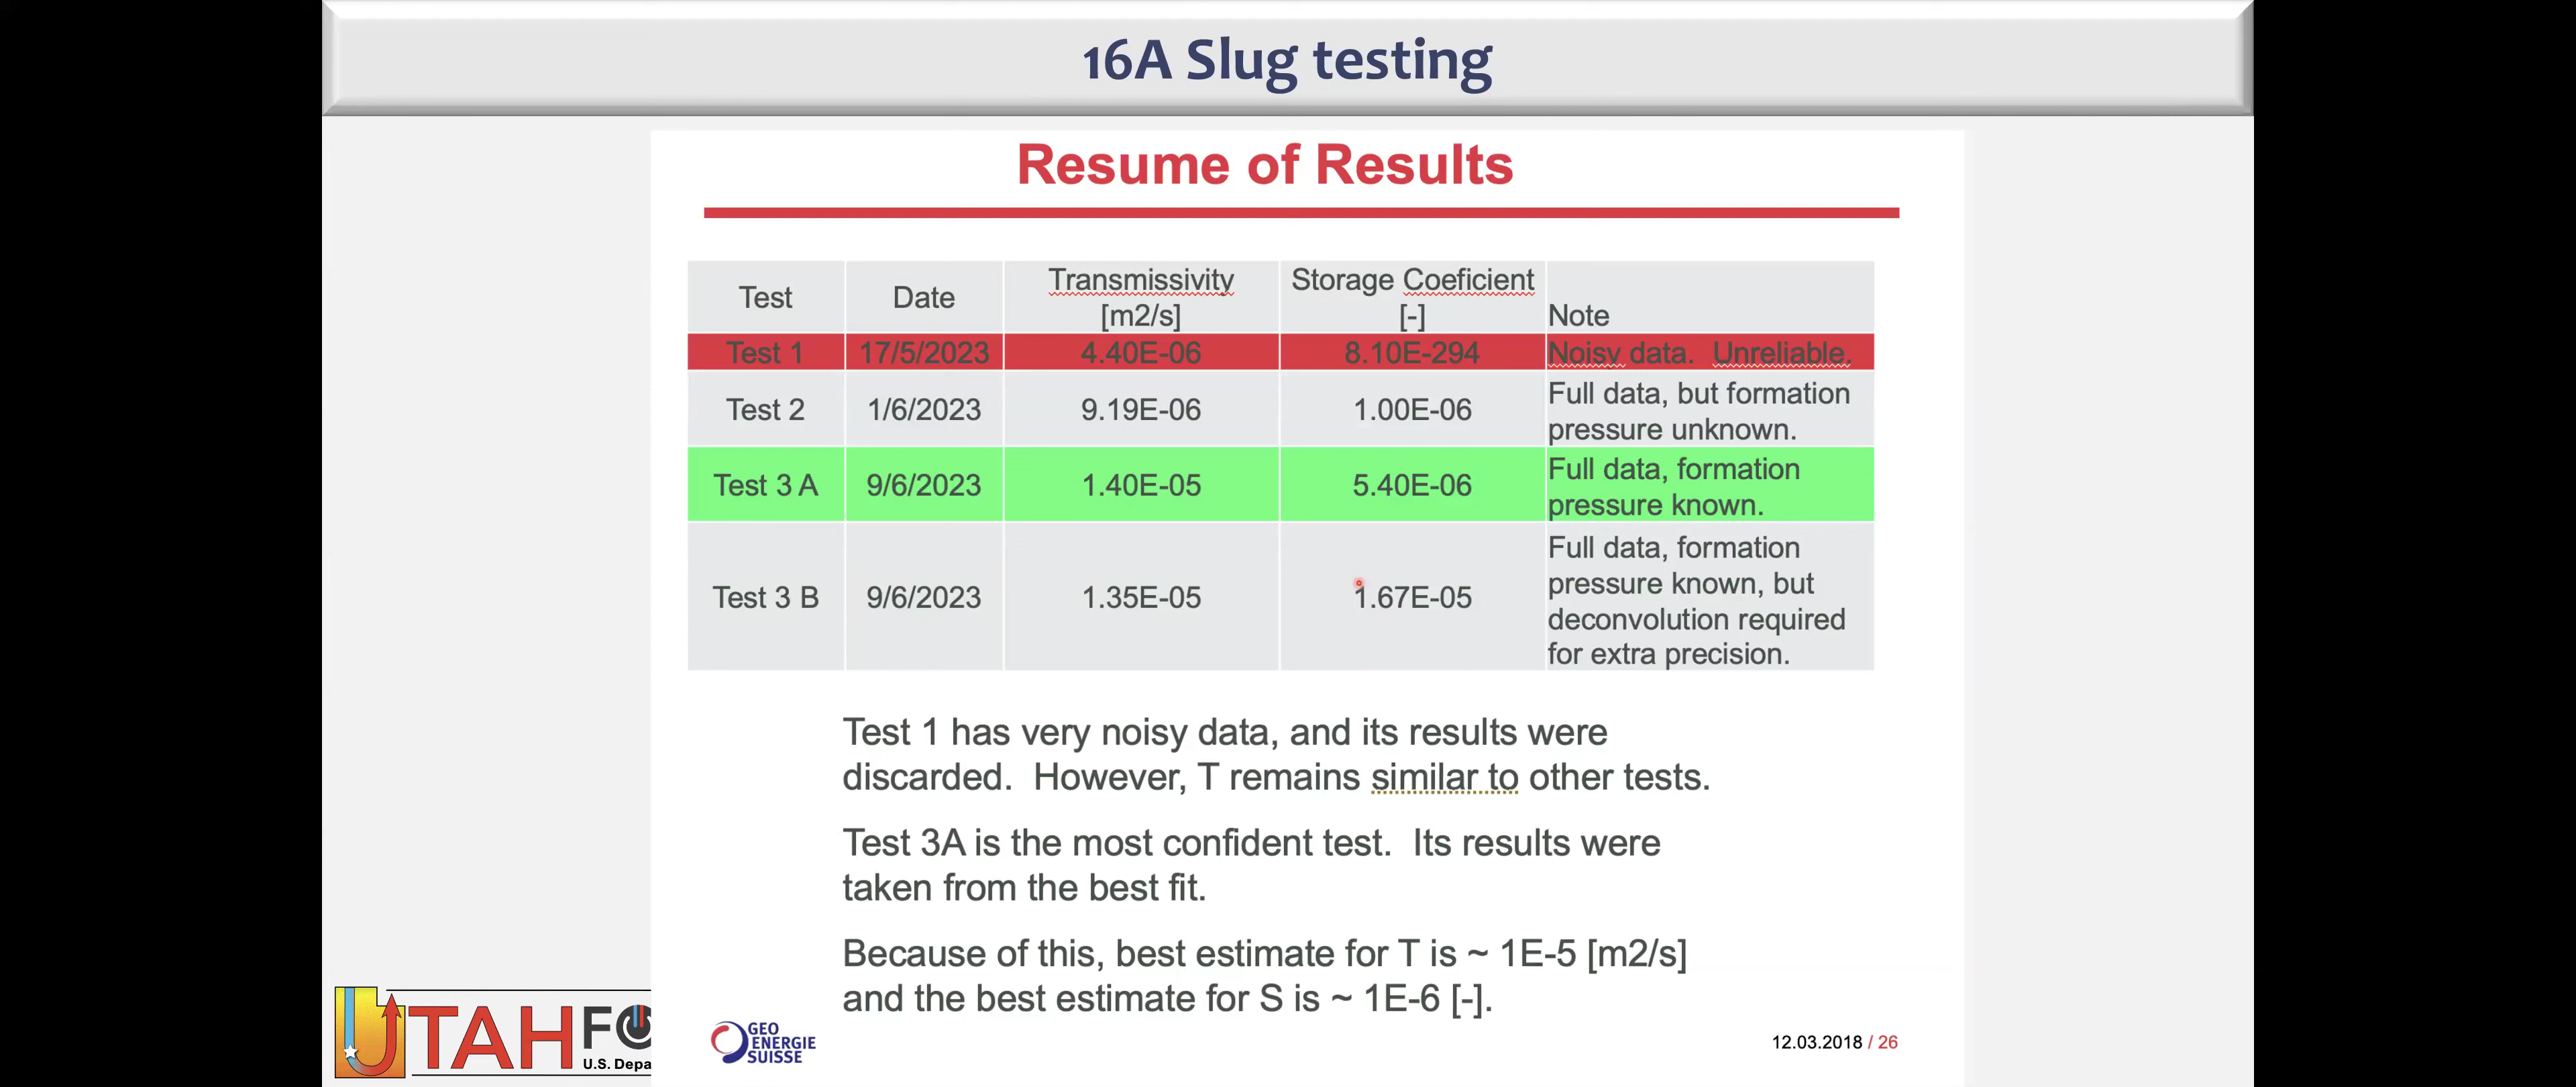 16A Slug testing
Resume of Results
Test Date Transmissivity [m2/s] Storage Coeficient [-] Note
Test 1 17/5/2023 4.40E-06 8.10E-294 Noisy data. Unreliable.
Test 2 1/6/2023 9.19E-06 1.00E-06 Full data, but formation pressure unknown.
Test 3 A 9/6/2023 1.40E-05 5.40E-06 Full data, formation pressure known.
Test 3 B 9/6/2023 1.35E-05 1.67E-05 Full data, formation pressure known, but deconvolution required for extra precision.
Test 1 has very noisy data, and its results were
discarded. However, T remains similar to other tests.
Test 3A is the most confident test. Its results were
taken from the best fit.
Because of this, best estimate for T is ~ 1E-5 [m2/s]
and the best estimate for S is ~ 1E-6 [-].
UTAH FO
U.S. Depa
GEO
ENERGIE
SUISSE
12.03.2018 / 26